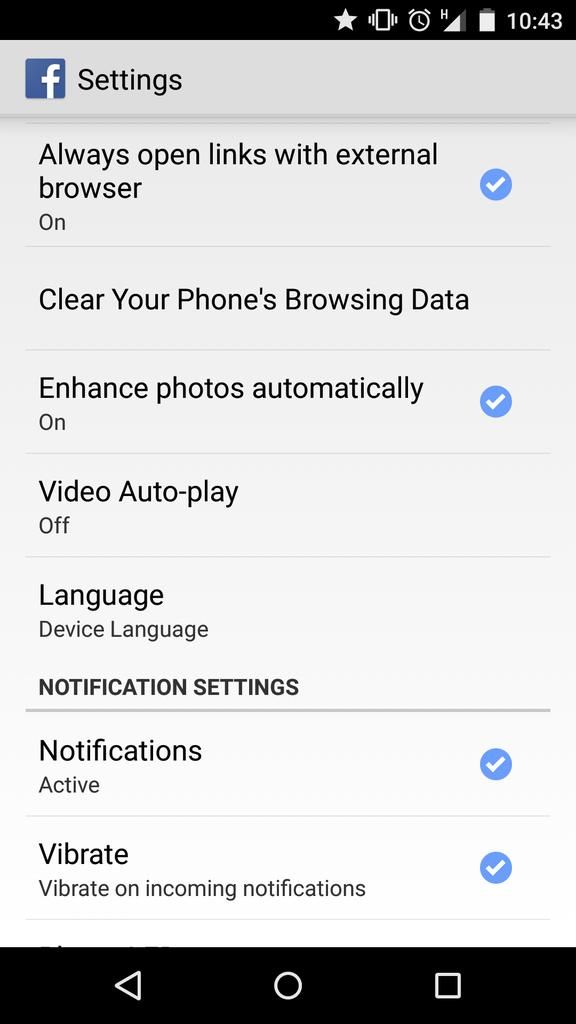 H 10:43
f Settings
Always open links with external
browser
On
Clear Your Phone's Browsing Data
Enhance photos automatically
On
Video Auto-play
Off
Language
Device Language
NOTIFICATION SETTINGS
Notifications
Active
Vibrate
Vibrate on incoming notifications